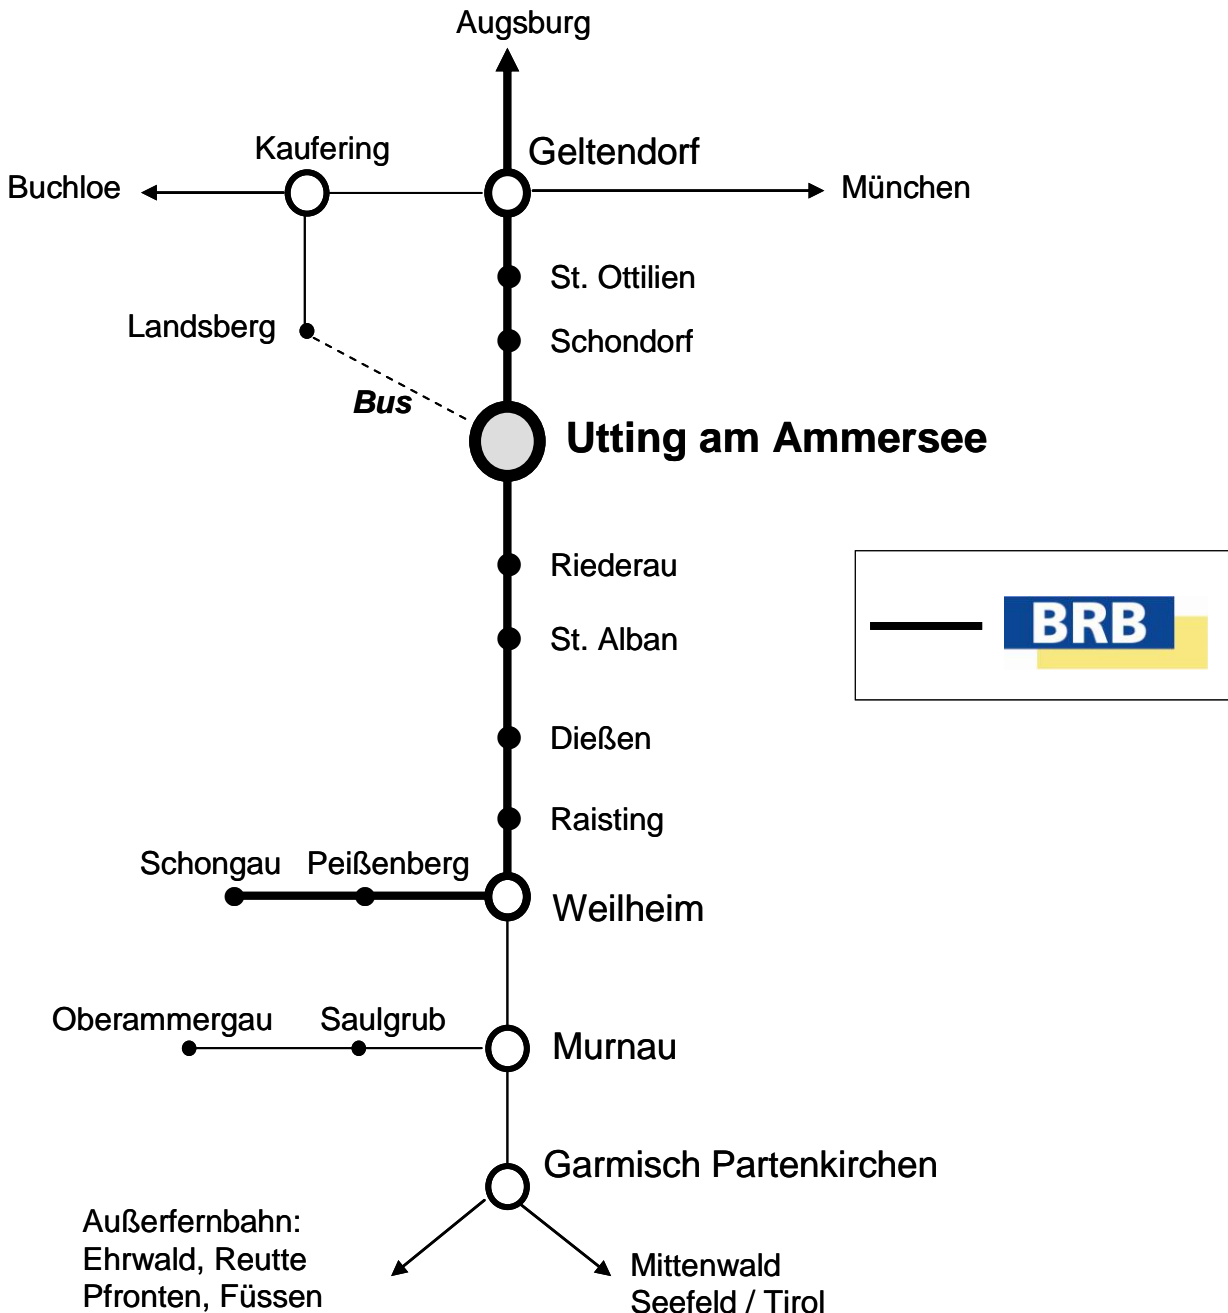 Augsburg
Kaufering
Geltendorf
Buchloe
München
St. Ottilien
Landsberg
Schondorf
Bus
Utting am Ammersee
Riederau
BRB
St. Alban
Dießen
Raisting
Schongau
Peißenberg
Weilheim
Oberammergau
Saulgrub
Murnau
Garmisch Partenkirchen
Außerfernbahn:
Ehrwald, Reutte
Pfronten, Füssen
Mittenwald
Seefeld / Tirol